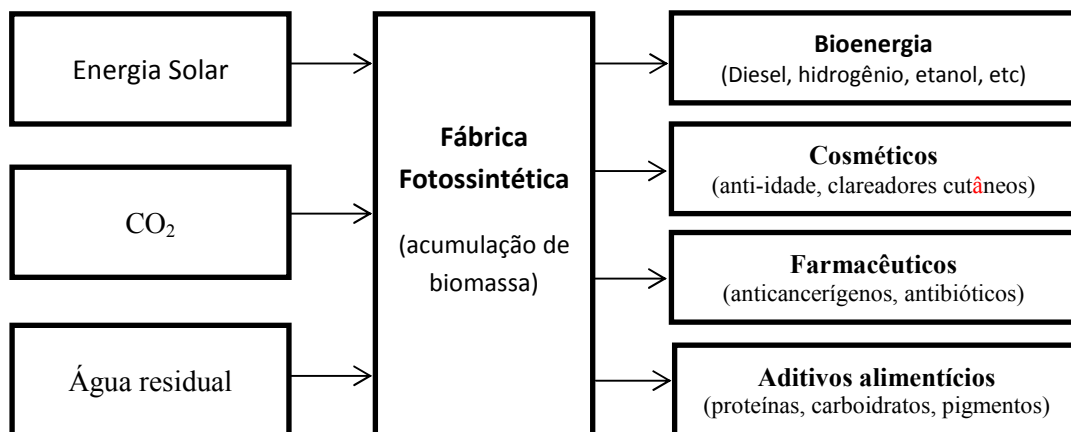 Energia Solar
CO₂
Água residual
Fábrica
Fotossintética
(acumulação de
biomassa)
Bioenergia
(Diesel, hidrogênio, etanol, etc)
Cosméticos
(anti-idade, clareadores cutâneos)
Farmacêuticos
(anticancerígenos, antibióticos)
Aditivos alimentícios
(proteínas, carboidratos, pigmentos)